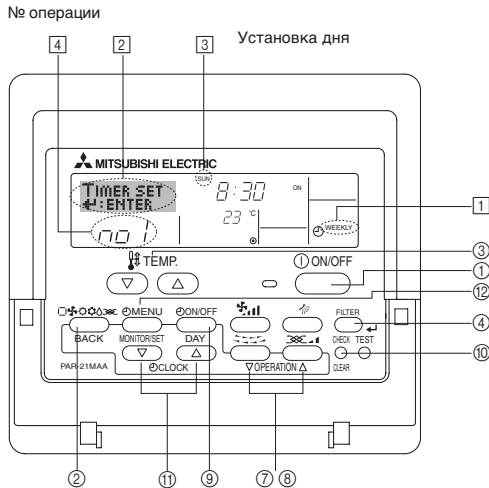 № операции
Установка дня
4
2
3
MITSUBISHI ELECTRIC
SUN
TIMER SET
8:30
ON
↵:ENTER
23 °C
WEEKLY
1
no 1
TEMP.
ON/OFF
③
①
⑫
MENU
ON/OFF
FILTER
④
BACK
MONITOR/SET
DAY
CHECK
TEST
PAR-21MAA
CLOCK
▽ OPERATION △
CLEAR
⑩
②
⑪
⑨
⑦ ⑧